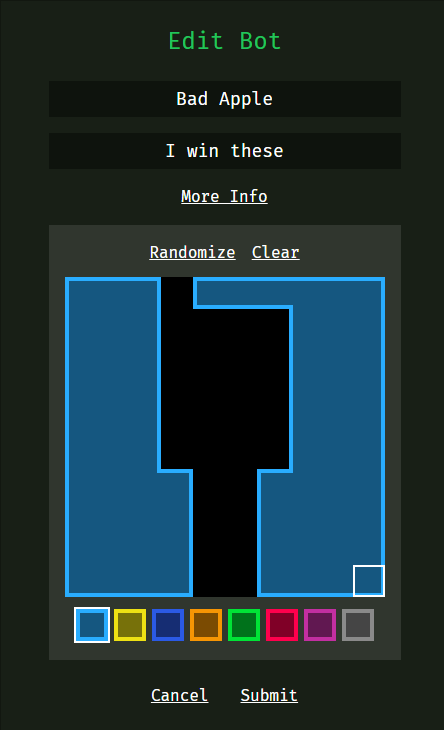 Edit Bot
Bad Apple
I win these
More Info
Randomize Clear
Cancel Submit